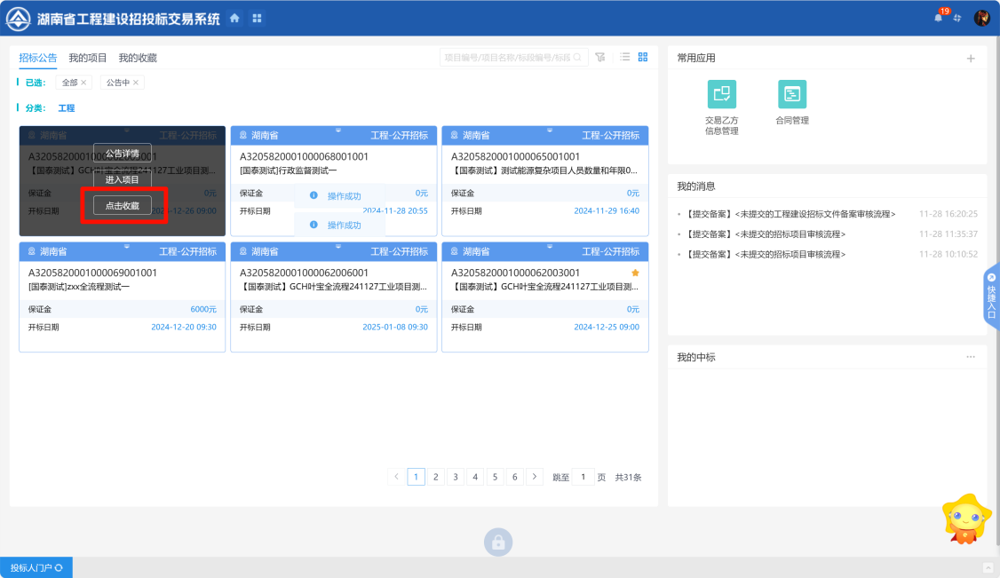 湖南省工程建设招投标交易系统
19
招标公告 我的项目 我的收藏
项目编号/项目名称/标段编号/标段
已选: 全部 × 公告中 ×
分类: 工程
湖南省 工程-公开招标
公告详情
【国泰测试】GCH叶宝全流程241127工业项目测...
进入项目
保证金 0元
点击收藏
开标日期 2024-12-26 09:00
湖南省 工程-公开招标
A3205820001000068001001
[国泰测试]行政监督测试一
保证金 0元
操作成功
开标日期 2024-11-28 20:55
操作成功
湖南省 工程-公开招标
A3205820001000065001001
【国泰测试】测试能源复杂项目人员数量和年限0...
保证金 0元
开标日期 2024-11-29 16:40
湖南省 工程-公开招标
A3205820001000069001001
[国泰测试]zxx全流程测试一
保证金 6000元
开标日期 2024-12-20 09:30
湖南省 工程-公开招标
A3205820001000062006001
【国泰测试】GCH叶宝全流程241127工业项目测...
保证金 0元
开标日期 2025-01-08 09:30
湖南省 工程-公开招标
A3205820001000062003001
【国泰测试】GCH叶宝全流程241127工业项目测...
保证金 0元
开标日期 2024-12-25 09:00
1 2 3 4 5 6 跳至 1 页 共31条
常用应用
交易乙方
信息管理
合同管理
我的消息
【提交备案】<未提交的工程建设招标文件备案审核流程> 11-28 16:20:25
【提交备案】<未提交的招标项目审核流程> 11-28 11:35:37
【提交备案】<未提交的招标项目审核流程> 11-28 10:10:52
快捷入口
我的中标
投标人门户